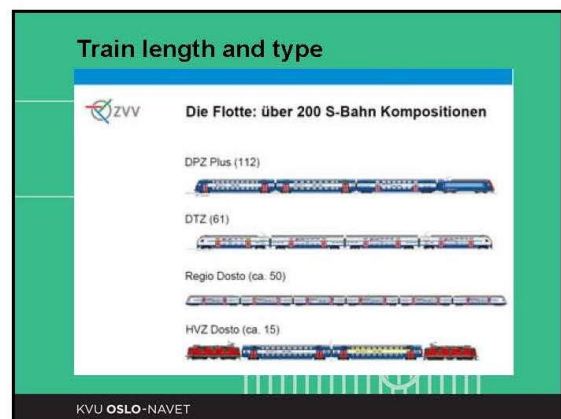 Train length and type
ZVV
Die Flotte: über 200 S-Bahn Kompositionen
DPZ Plus (112)
DTZ (61)
Regio Dosto (ca. 50)
HVZ Dosto (ca. 15)
KVU OSLO-NAVET